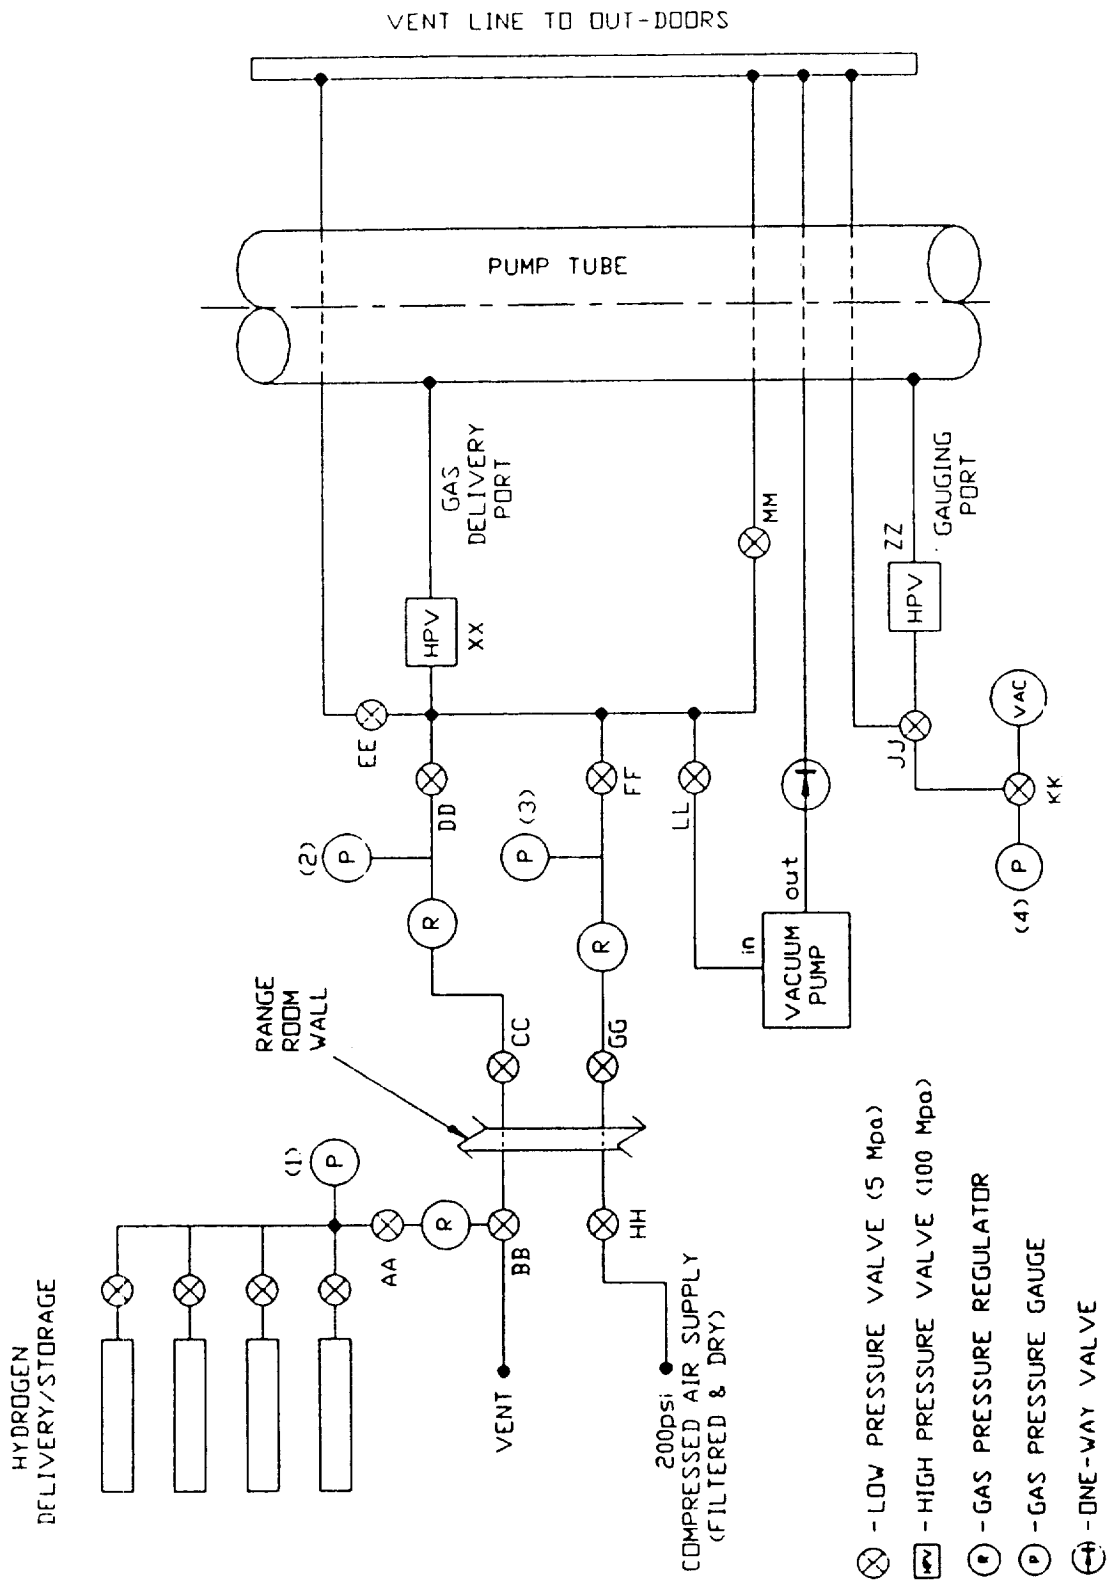 VENT LINE TO OUT-DOORS
PUMP TUBE
GAS
DELIVERY
PORT
GAUGING
PORT
HPV
XX
HPV
ZZ
MM
EE
DD
FF
LL
JJ
KK
VAC
(2)
P
(3)
P
(4)
P
R
R
in
out
VACUUM
PUMP
RANGE
ROOM
WALL
CC
GG
HYDROGEN
DELIVERY/STORAGE
(1)
P
AA
R
BB
HH
VENT
200psi
COMPRESSED AIR SUPPLY
(FILTERED & DRY)
- LOW PRESSURE VALVE (5 Mpa)
HPV - HIGH PRESSURE VALVE (100 Mpa)
R - GAS PRESSURE REGULATOR
P - GAS PRESSURE GAUGE
- ONE-WAY VALVE